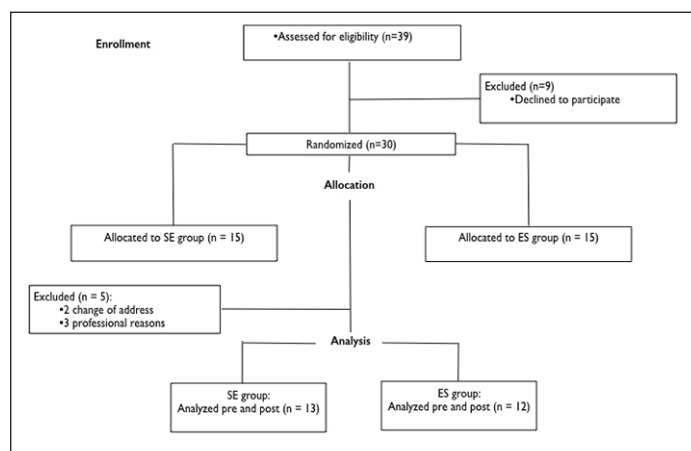 Enrollment
•Assessed for eligibility (n=39)
Excluded (n=9)
•Declined to participate
Randomized (n=30)
Allocation
Allocated to SE group (n = 15)
Allocated to ES group (n = 15)
Excluded (n = 5):
•2 change of address
•3 professional reasons
Analysis
SE group:
Analyzed pre and post (n = 13)
ES group:
Analyzed pre and post (n = 12)